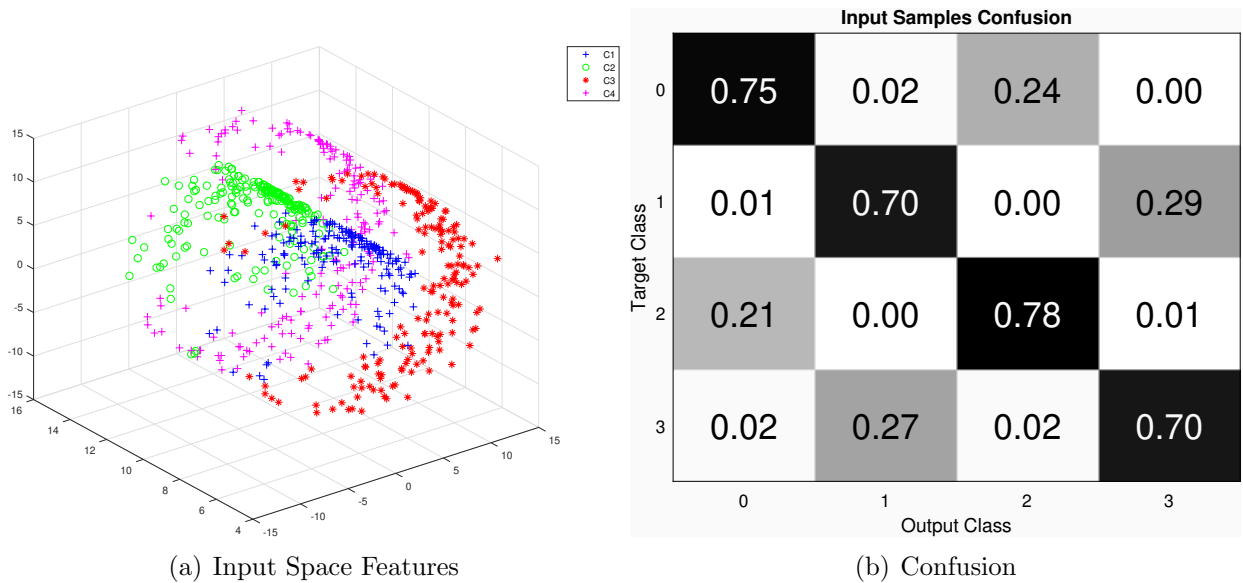 C1
C2
C3
C4
15
10
5
0
-5
-10
-15
16
14
12
10
8
6
4
-15
-10
-5
0
5
10
15
(a) Input Space Features
Input Samples Confusion
Target Class
0 0.75 0.02 0.24 0.00
1 0.01 0.70 0.00 0.29
2 0.21 0.00 0.78 0.01
3 0.02 0.27 0.02 0.70
0 1 2 3
Output Class
(b) Confusion